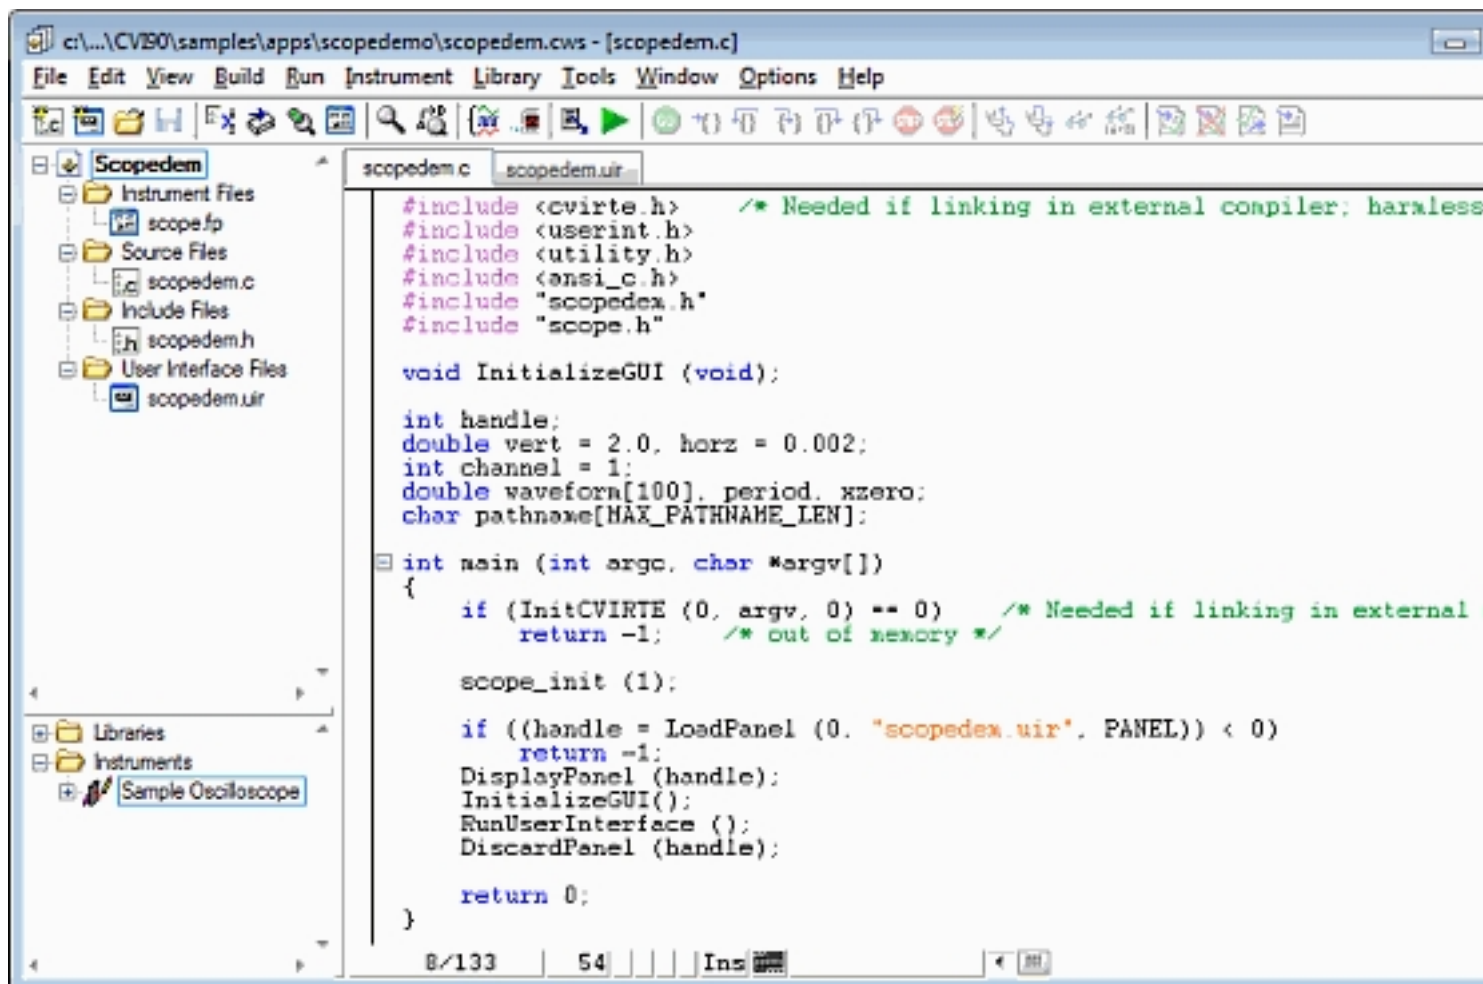 c:\...\CVI90\samples\apps\scopedemo\scopedem.cws - [scopedem.c]
File Edit View Build Run Instrument Library Tools Window Options Help
Scopedem
Instrument Files
scope.fp
Source Files
scopedem.c
Include Files
scopedem.h
User Interface Files
scopedem.uir
Libraries
Instruments
Sample Oscilloscope
scopedem.c scopedem.uir
#include <cvirte.h> /* Needed if linking in external compiler; harmless
#include <userint.h>
#include <utility.h>
#include <ansi_c.h>
#include "scopedem.h"
#include "scope.h"
void InitializeGUI (void);
int handle;
double vert = 2.0, horz = 0.002;
int channel = 1;
double waveform[100], period, xzero;
char pathname[MAX_PATHNAME_LEN];
int main (int argc, char *argv[])
{
if (InitCVIRTE (0, argv, 0) == 0) /* Needed if linking in external
return -1; /* out of memory */
scope_init (1);
if ((handle = LoadPanel (0, "scopedem.uir", PANEL)) < 0)
return -1;
DisplayPanel (handle);
InitializeGUI();
RunUserInterface ();
DiscardPanel (handle);
return 0;
}
8/133 54 Ins